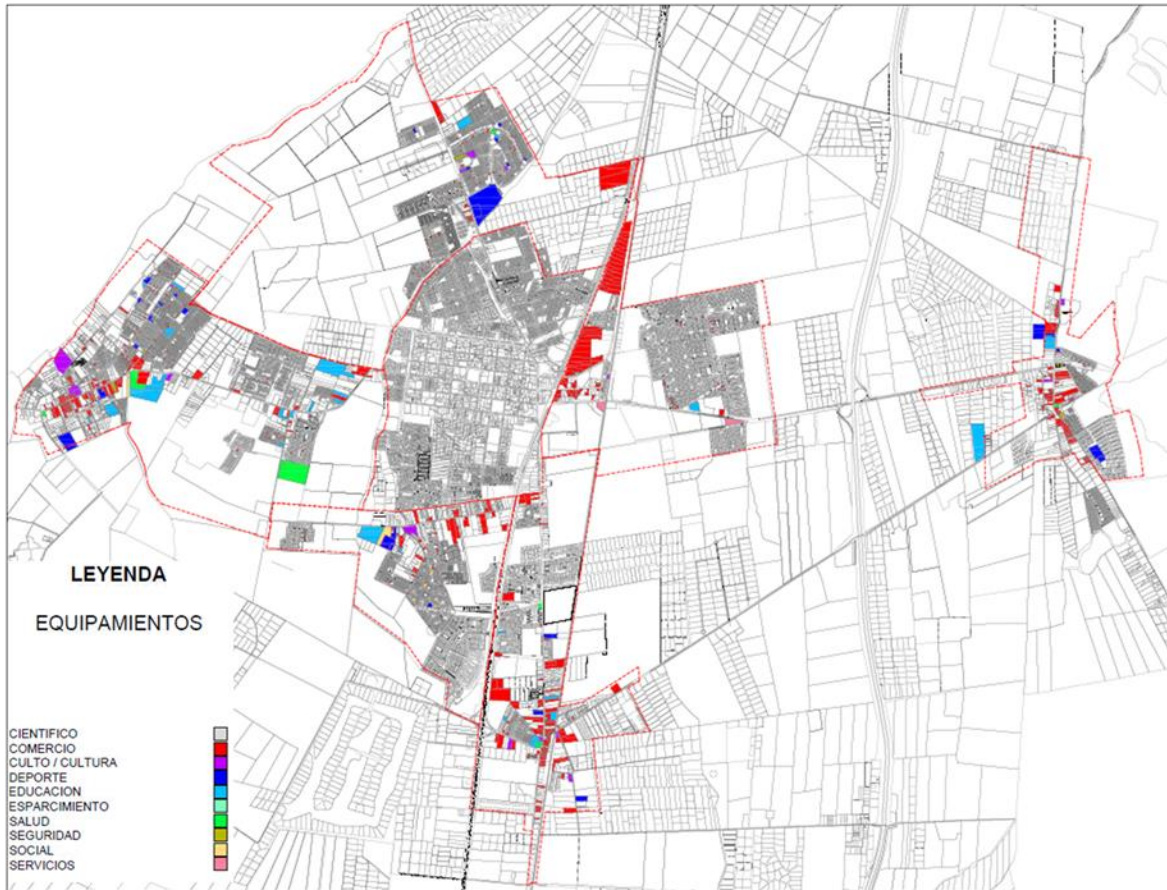 LEYENDA
EQUIPAMIENTOS
CIENTIFICO
COMERCIO
CULTO / CULTURA
DEPORTE
EDUCACION
ESPARCIMIENTO
SALUD
SEGURIDAD
SOCIAL
SERVICIOS